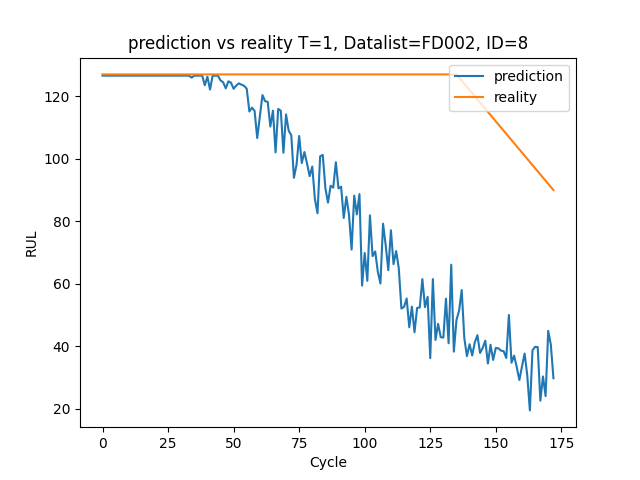 prediction vs reality T=1, Datalist=FD002, ID=8
prediction
reality
RUL
120
100
80
60
40
20
0 25 50 75 100 125 150 175
Cycle